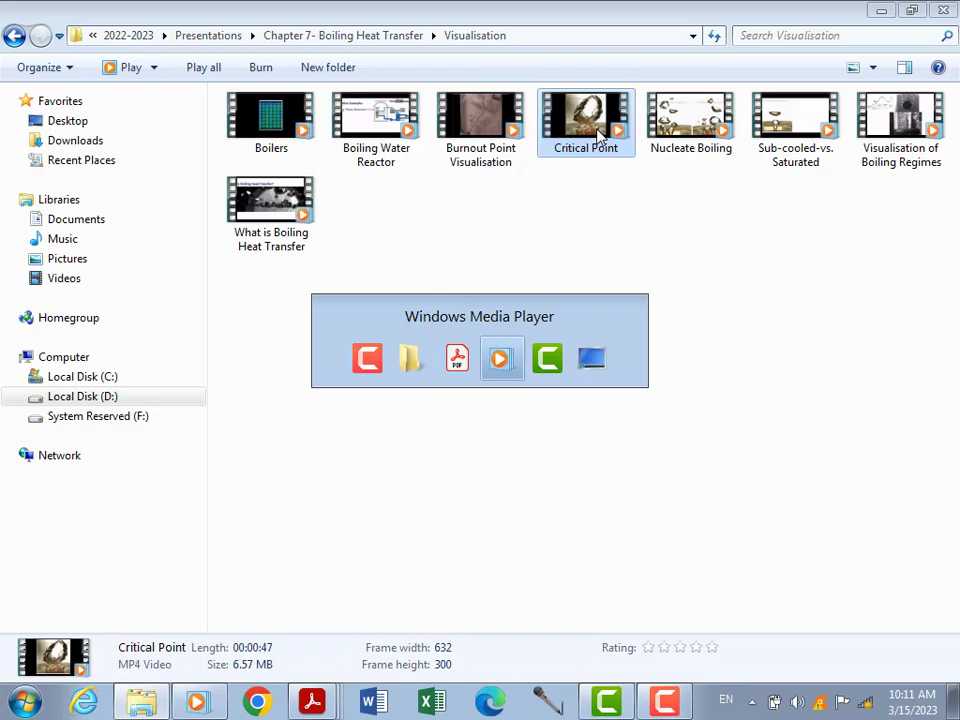 « 2022-2023 Presentations Chapter 7- Boiling Heat Transfer Visualisation
Search Visualisation
Organize Play Play all Burn New folder
Favorites
Desktop
Downloads
Recent Places
Libraries
Documents
Music
Pictures
Videos
Homegroup
Computer
Local Disk (C:)
Local Disk (D:)
System Reserved (F:)
Network
Boilers
Boiling Water
Reactor
Burnout Point
Visualisation
Critical Point
Nucleate Boiling
Sub-cooled-vs.
Saturated
Visualisation of
Boiling Regimes
What is Boiling
Heat Transfer
Windows Media Player
PDF
Critical Point Length: 00:00:47 Frame width: 632 Rating:
MP4 Video Size: 6.57 MB Frame height: 300
EN
10:11 AM
3/15/2023